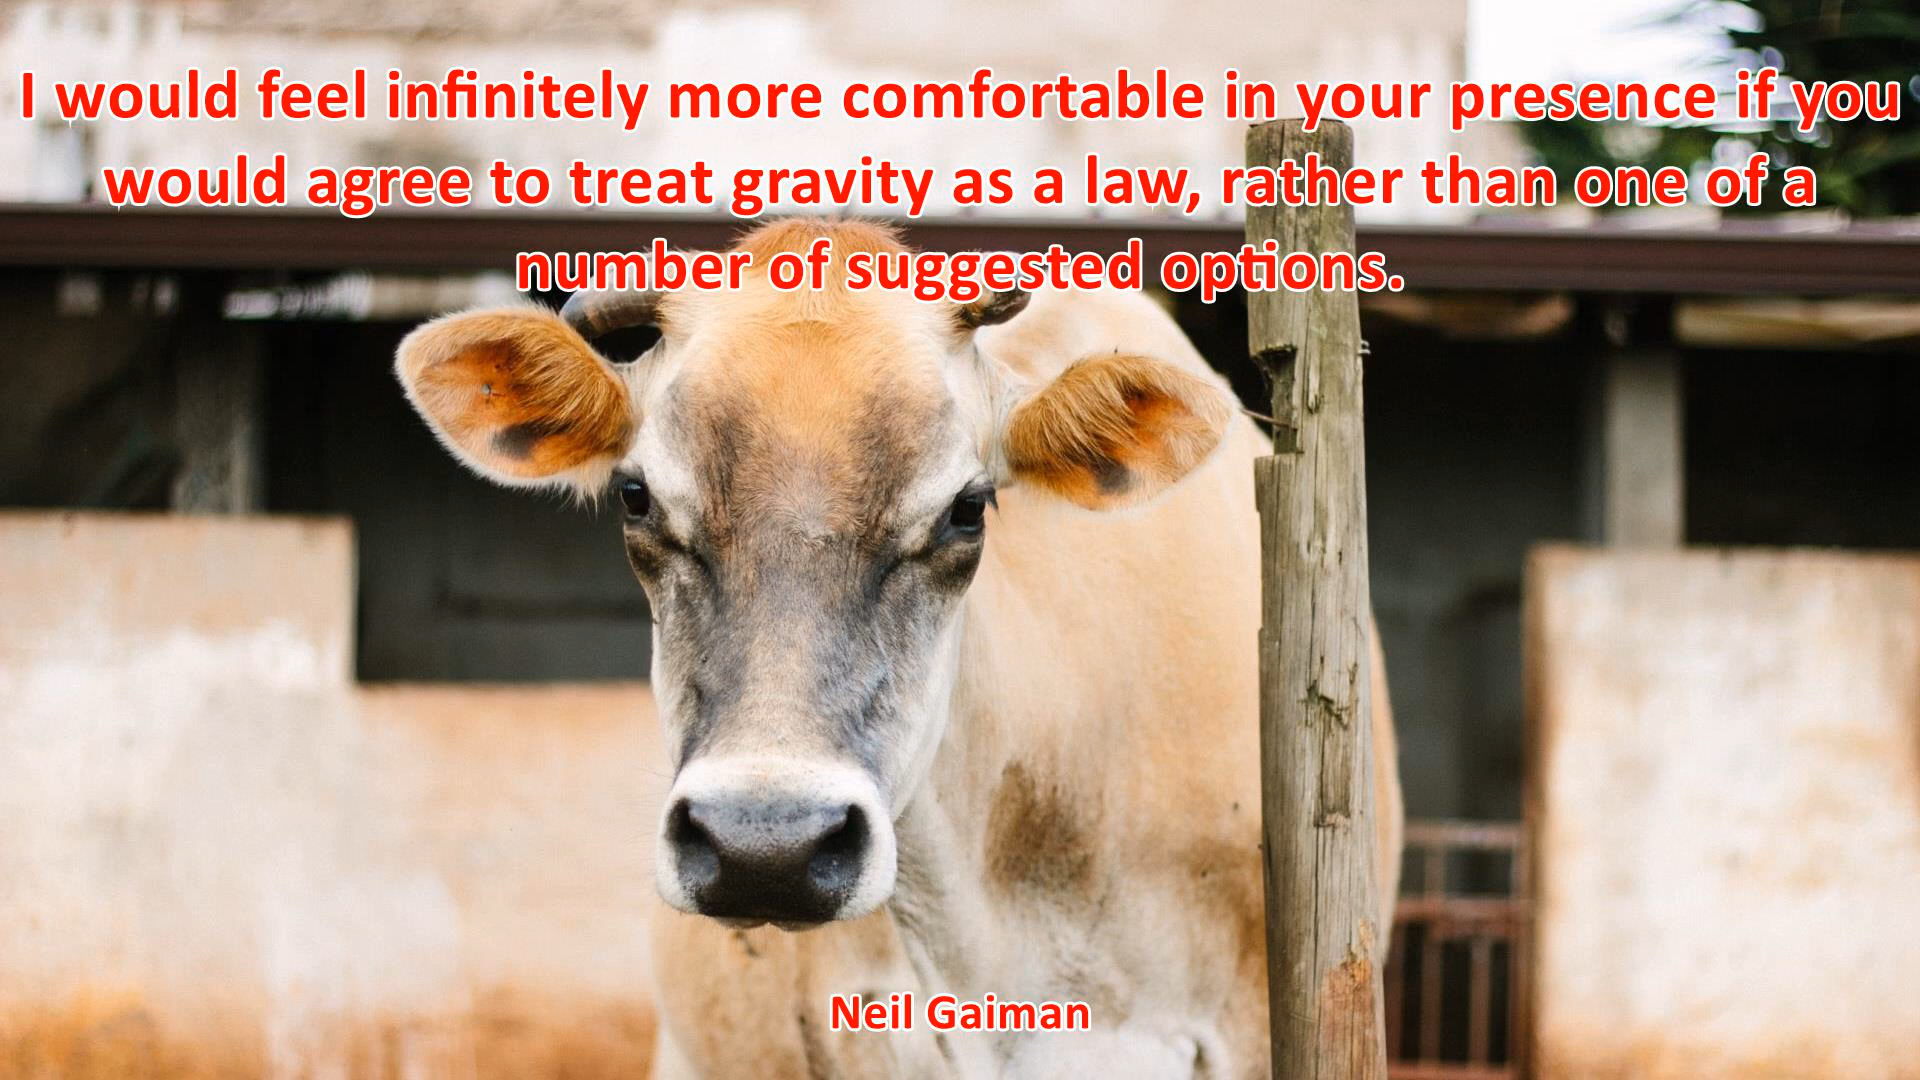 I would feel infinitely more comfortable in your presence if you
would agree to treat gravity as a law, rather than one of a
number of suggested options.
Neil Gaiman